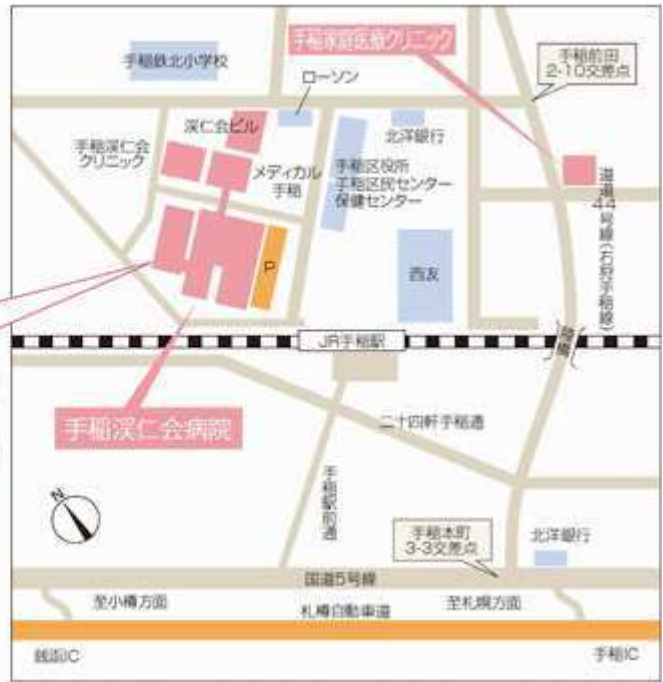 手稲家庭医療クリニック
手稲前田
2-10交差点
手稲鉄北小学校
ローソン
渓仁会ビル
北洋銀行
手稲渓仁会
クリニック
メディカル
手稲
手稲区役所
手稲区民センター
保健センター
道道44号線(石狩手稲線)
P
西友
JR手稲駅
陸橋
手稲渓仁会病院
二十四軒手稲通
N
手稲駅前通
手稲本町
3-3交差点
北洋銀行
国道5号線
至小樽方面
札樽自動車道
至札幌方面
銭函IC
手稲IC